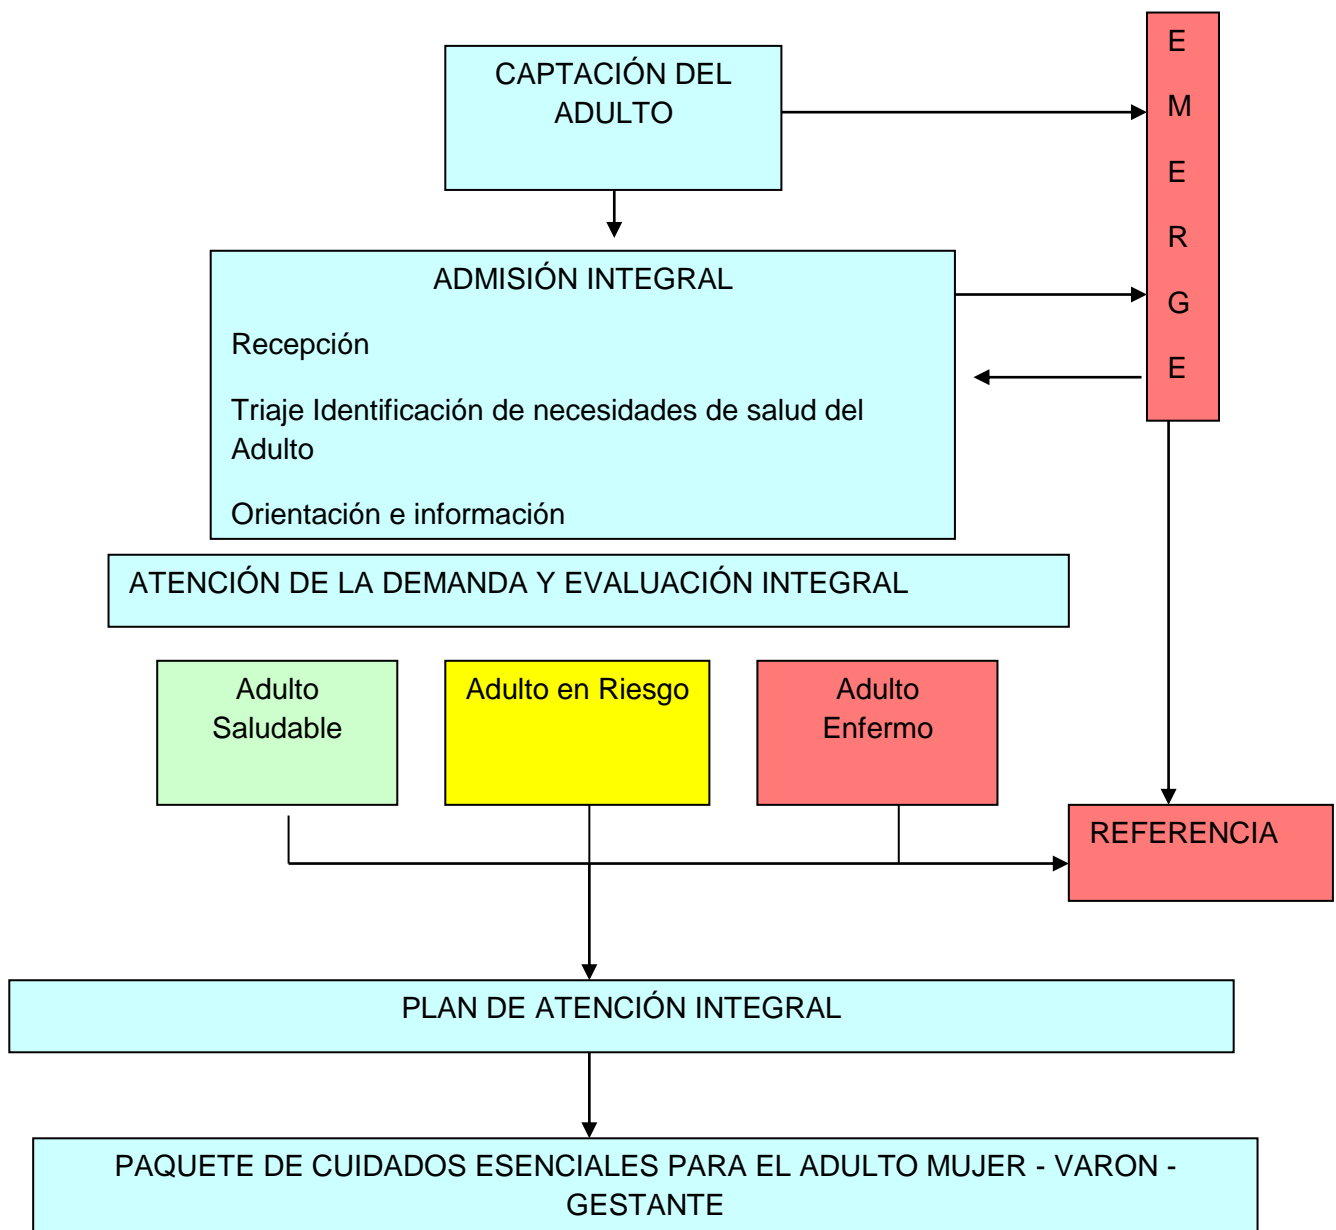 CAPTACIÓN DEL
ADULTO
E
M
E
R
G
E
ADMISIÓN INTEGRAL
Recepción
Triaje Identificación de necesidades de salud del
Adulto
Orientación e información
ATENCIÓN DE LA DEMANDA Y EVALUACIÓN INTEGRAL
Adulto
Saludable
Adulto en Riesgo
Adulto
Enfermo
REFERENCIA
PLAN DE ATENCIÓN INTEGRAL
PAQUETE DE CUIDADOS ESENCIALES PARA EL ADULTO MUJER - VARON -
GESTANTE